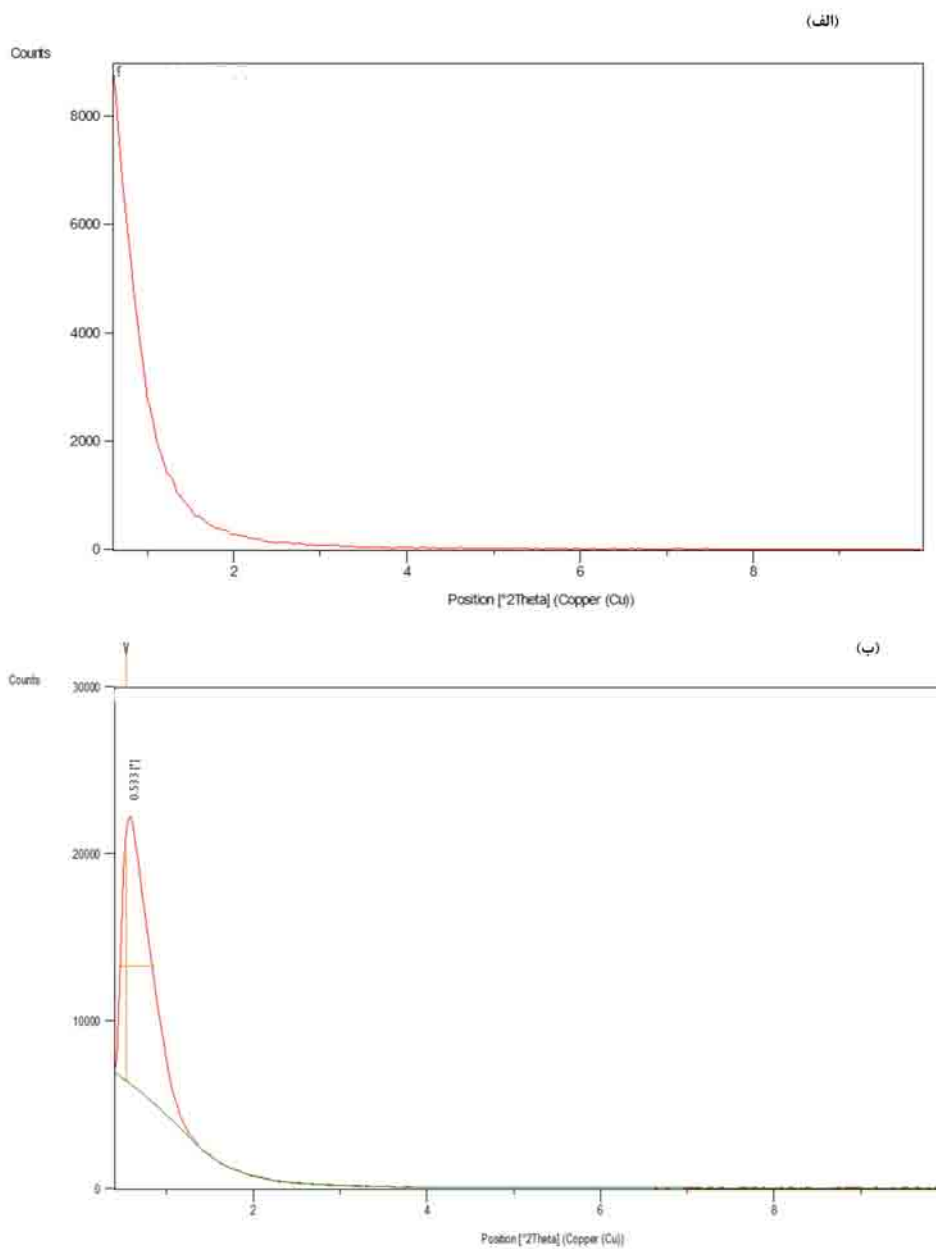 (الف)
Counts
8000
6000
4000
2000
0
2 4 6 8
Position [°2Theta] (Copper (Cu))
(ب)
Counts
30000
0.533 [°]
20000
10000
0
2 4 6 8
Position [°2Theta] (Copper (Cu))